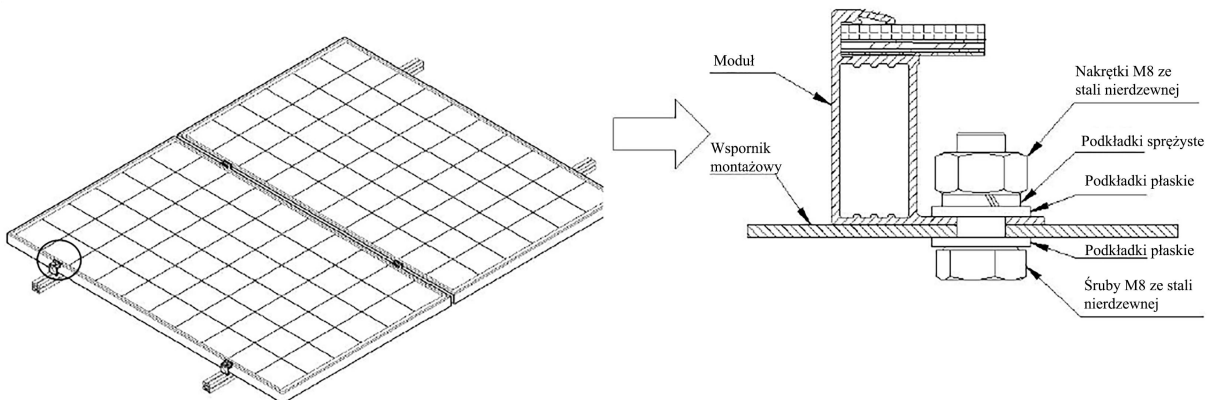 Moduł
Wspornik
montażowy
Nakrętki M8 ze
stali nierdzewnej
Podkładki sprężyste
Podkładki płaskie
Podkładki płaskie
Śruby M8 ze stali
nierdzewnej